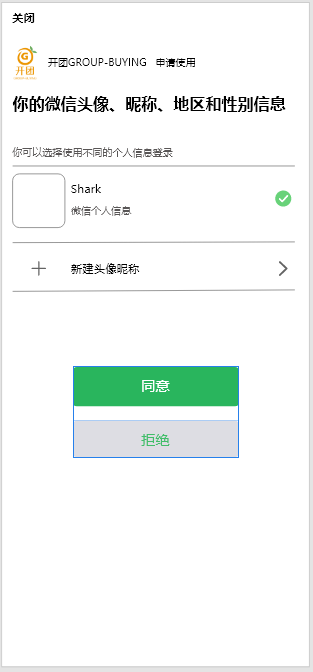 关闭
G
开团
开团GROUP-BUYING 申请使用
你的微信头像、昵称、地区和性别信息
你可以选择使用不同的个人信息登录
Shark
微信个人信息
新建头像昵称
同意
拒绝